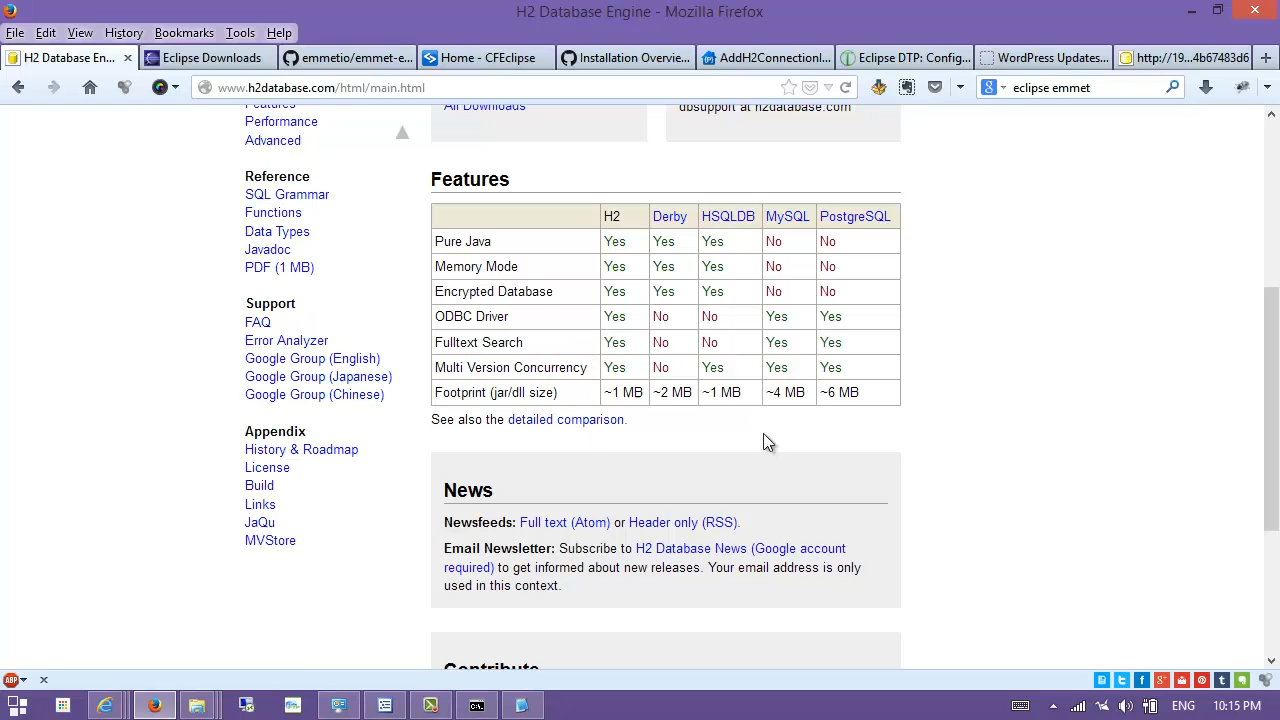 H2 Database Engine - Mozilla Firefox
File Edit View History Bookmarks Tools Help
H2 Database En... Eclipse Downloads emmetio/emmet-e... Home - CFEclipse Installation Overvie... AddH2ConnectionI... Eclipse DTP: Config... WordPress Updates... http://19...4b67483d6
www.h2database.com/html/main.html
eclipse emmet
Features
Performance
Advanced
Reference
SQL Grammar
Functions
Data Types
Javadoc
PDF (1 MB)
Support
FAQ
Error Analyzer
Google Group (English)
Google Group (Japanese)
Google Group (Chinese)
Appendix
History & Roadmap
License
Build
Links
JaQu
MVStore
All Downloads
dbsupport at h2database.com
Features
H2 Derby HSQLDB MySQL PostgreSQL
Pure Java Yes Yes Yes No No
Memory Mode Yes Yes Yes No No
Encrypted Database Yes Yes Yes No No
ODBC Driver Yes No No Yes Yes
Fulltext Search Yes No No Yes Yes
Multi Version Concurrency Yes No Yes Yes Yes
Footprint (jar/dll size) ~1 MB ~2 MB ~1 MB ~4 MB ~6 MB
See also the detailed comparison.
News
Newsfeeds: Full text (Atom) or Header only (RSS).
Email Newsletter: Subscribe to H2 Database News (Google account
required) to get informed about new releases. Your email address is only
used in this context.
Contribute
ABP
ENG 10:15 PM